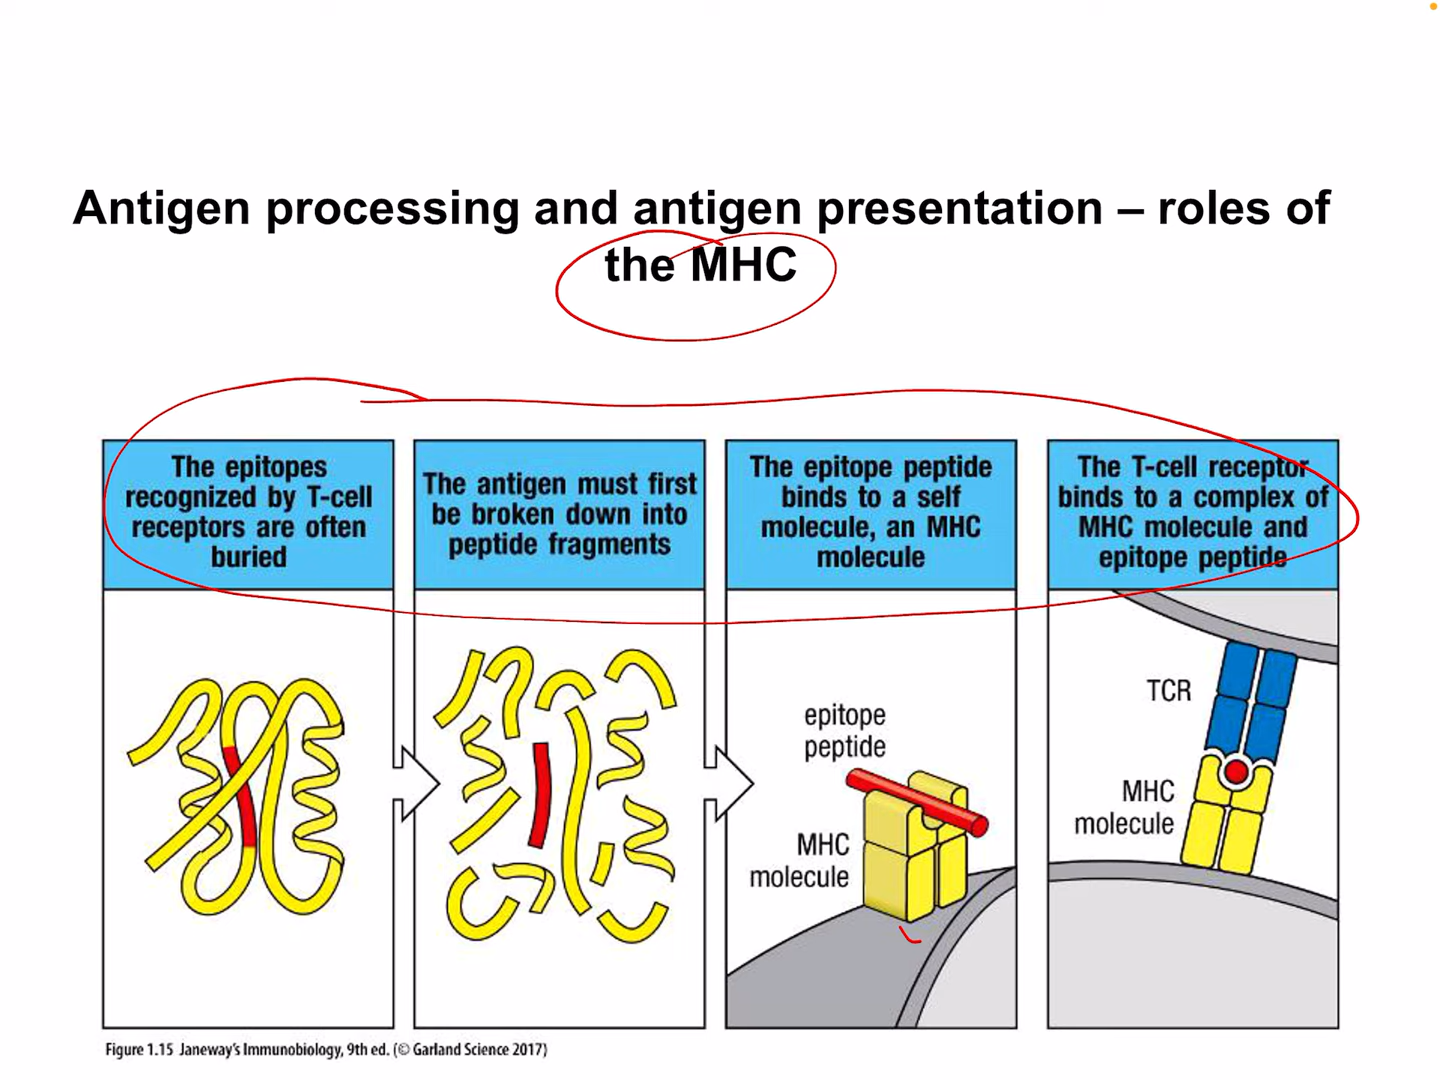 Antigen processing and antigen presentation – roles of
the MHC
The epitopes
recognized by T-cell
receptors are often
buried
The antigen must first
be broken down into
peptide fragments
The epitope peptide
binds to a self
molecule, an MHC
molecule
The T-cell receptor
binds to a complex of
MHC molecule and
epitope peptide
epitope
peptide
MHC
molecule
TCR
MHC
molecule
Figure 1.15 Janeway's Immunobiology, 9th ed. (© Garland Science 2017)